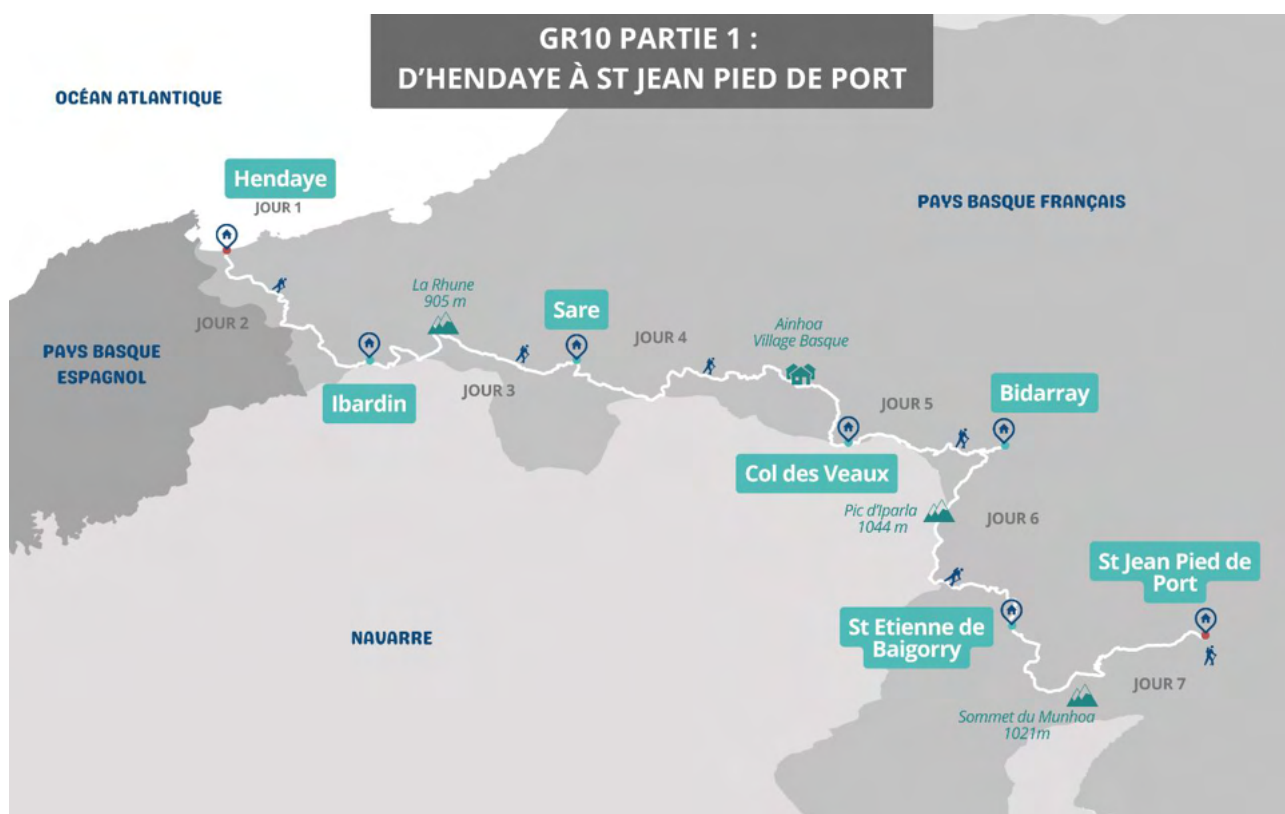 GR10 PARTIE 1 :
D'HENDAYE À ST JEAN PIED DE PORT
OCÉAN ATLANTIQUE
Hendaye
JOUR 1
PAYS BASQUE FRANÇAIS
La Rhune
905 m
Sare
JOUR 2
JOUR 4
Ainhoa
Village Basque
PAYS BASQUE
ESPAGNOL
JOUR 3
Ibardin
JOUR 5
Bidarray
Col des Veaux
Pic d'Iparla
1044 m
JOUR 6
St Jean Pied de
Port
St Etienne de
Baigorry
NAVARRE
JOUR 7
Sommet du Munhoa
1021m